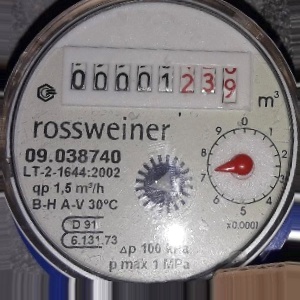 00001239
m³
rossweiner
09.038740
LT-2-1644:2002
qp 1,5 m³/h
B-H A-V 30°C
D 91
6.131.73
Δp 100 kPa
p max 1 MPa
0
9 1
8 2
7 3
6 4
5
x0,0001